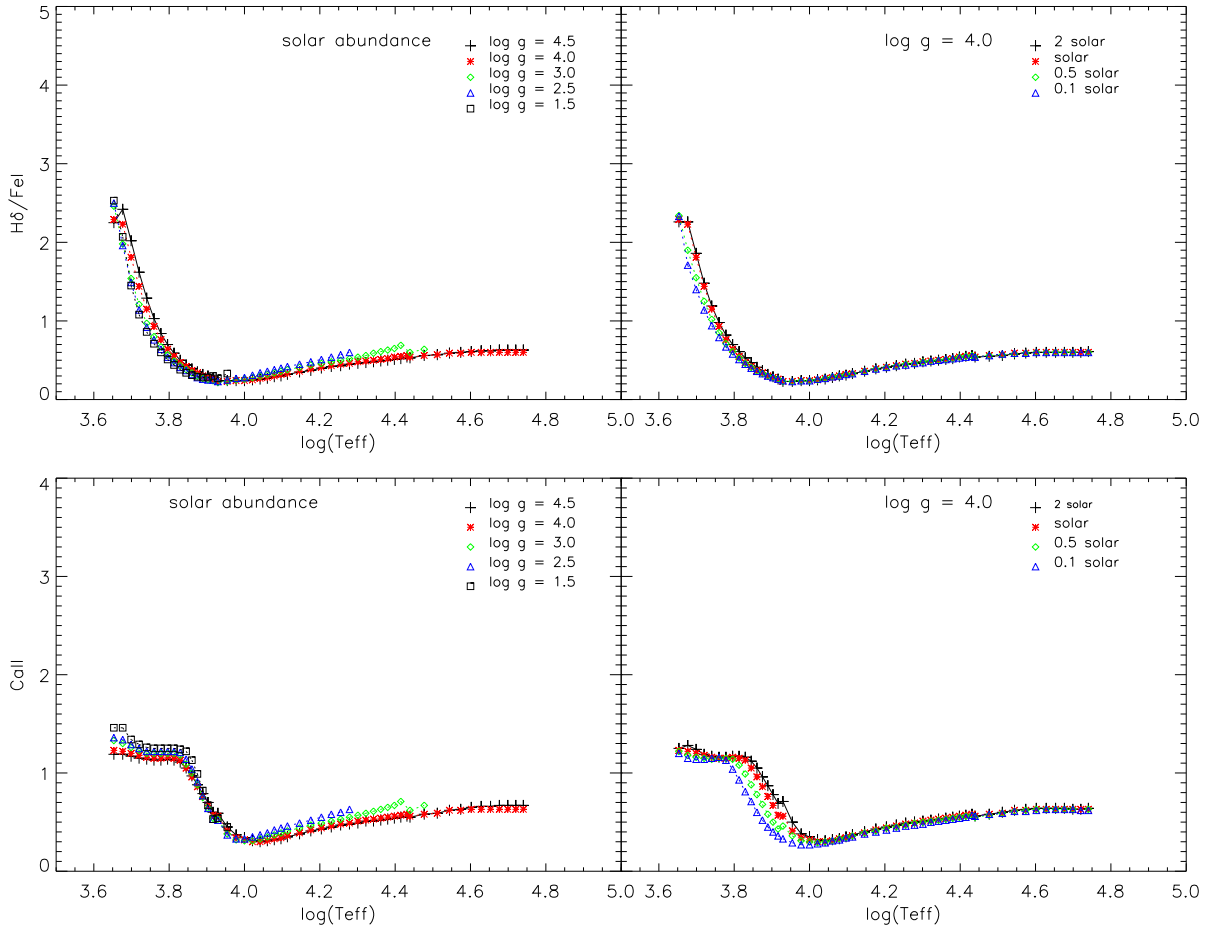 solar abundance
log g = 4.5
log g = 4.0
log g = 3.0
log g = 2.5
log g = 1.5
5
4
3
2
1
0
Hδ/FeI
3.6 3.8 4.0 4.2 4.4 4.6 4.8 5.0
log(Teff)
log g = 4.0
2 solar
solar
0.5 solar
0.1 solar
3.6 3.8 4.0 4.2 4.4 4.6 4.8 5.0
log(Teff)
solar abundance
log g = 4.5
log g = 4.0
log g = 3.0
log g = 2.5
log g = 1.5
4
3
2
1
0
CaII
3.6 3.8 4.0 4.2 4.4 4.6 4.8 5.0
log(Teff)
log g = 4.0
2 solar
solar
0.5 solar
0.1 solar
3.6 3.8 4.0 4.2 4.4 4.6 4.8 5.0
log(Teff)